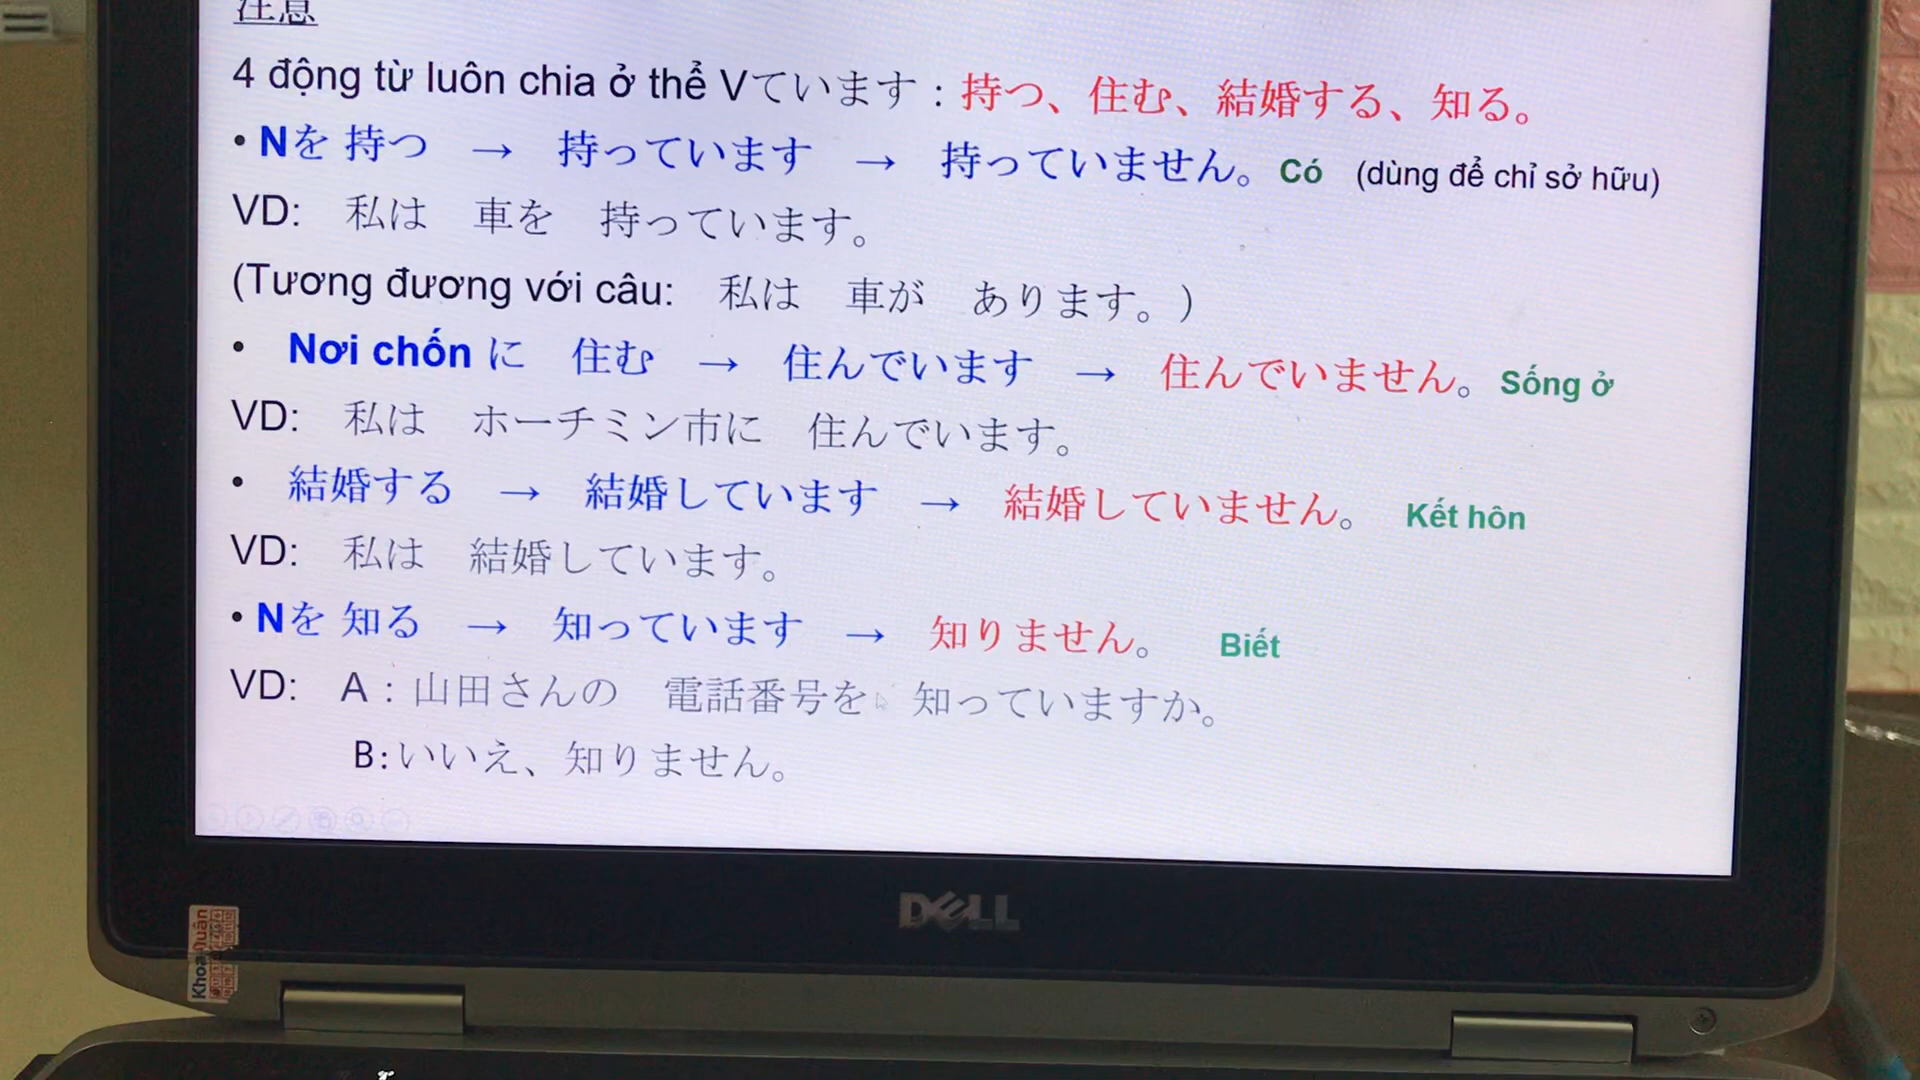 注意
4 động từ luôn chia ở thể Vています：持つ、住む、結婚する、知る。
• Nを 持つ → 持っています → 持っていません。Có (dùng để chỉ sở hữu)
VD: 私は 車を 持っています。
(Tương đương với câu: 私は 車が あります。)
• Nơi chốn に 住む → 住んでいます → 住んでいません。Sống ở
VD: 私は ホーチミン市に 住んでいます。
• 結婚する → 結婚しています → 結婚していません。 Kết hôn
VD: 私は 結婚しています。
• Nを 知る → 知っています → 知りません。 Biết
VD: A：山田さんの 電話番号を 知っていますか。
B:いいえ、知りません。
DELL